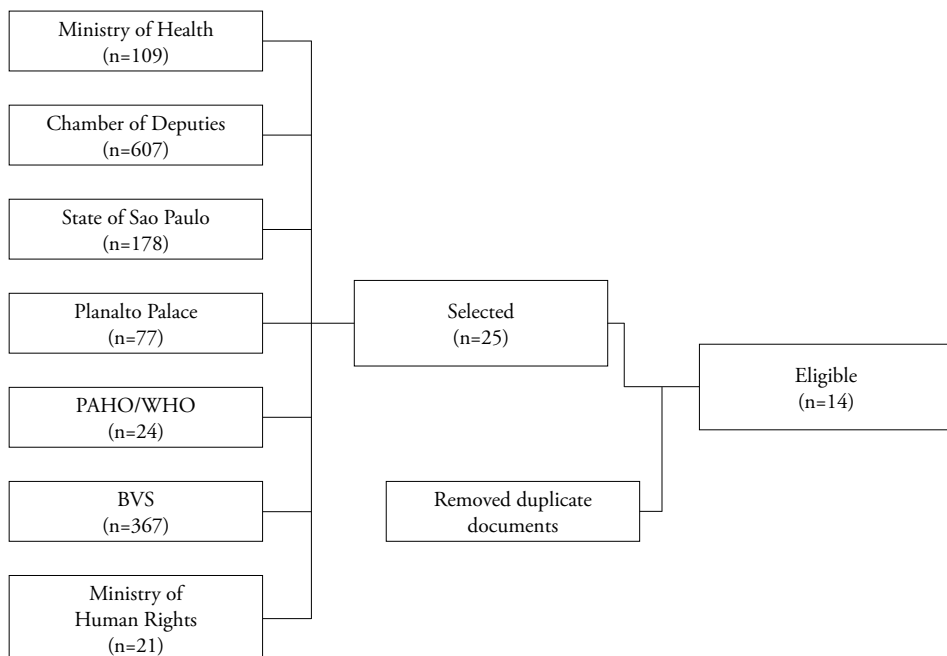 Ministry of Health
(n=109)
Chamber of Deputies
(n=607)
State of Sao Paulo
(n=178)
Planalto Palace
(n=77)
PAHO/WHO
(n=24)
BVS
(n=367)
Ministry of
Human Rights
(n=21)
Selected
(n=25)
Removed duplicate
documents
Eligible
(n=14)